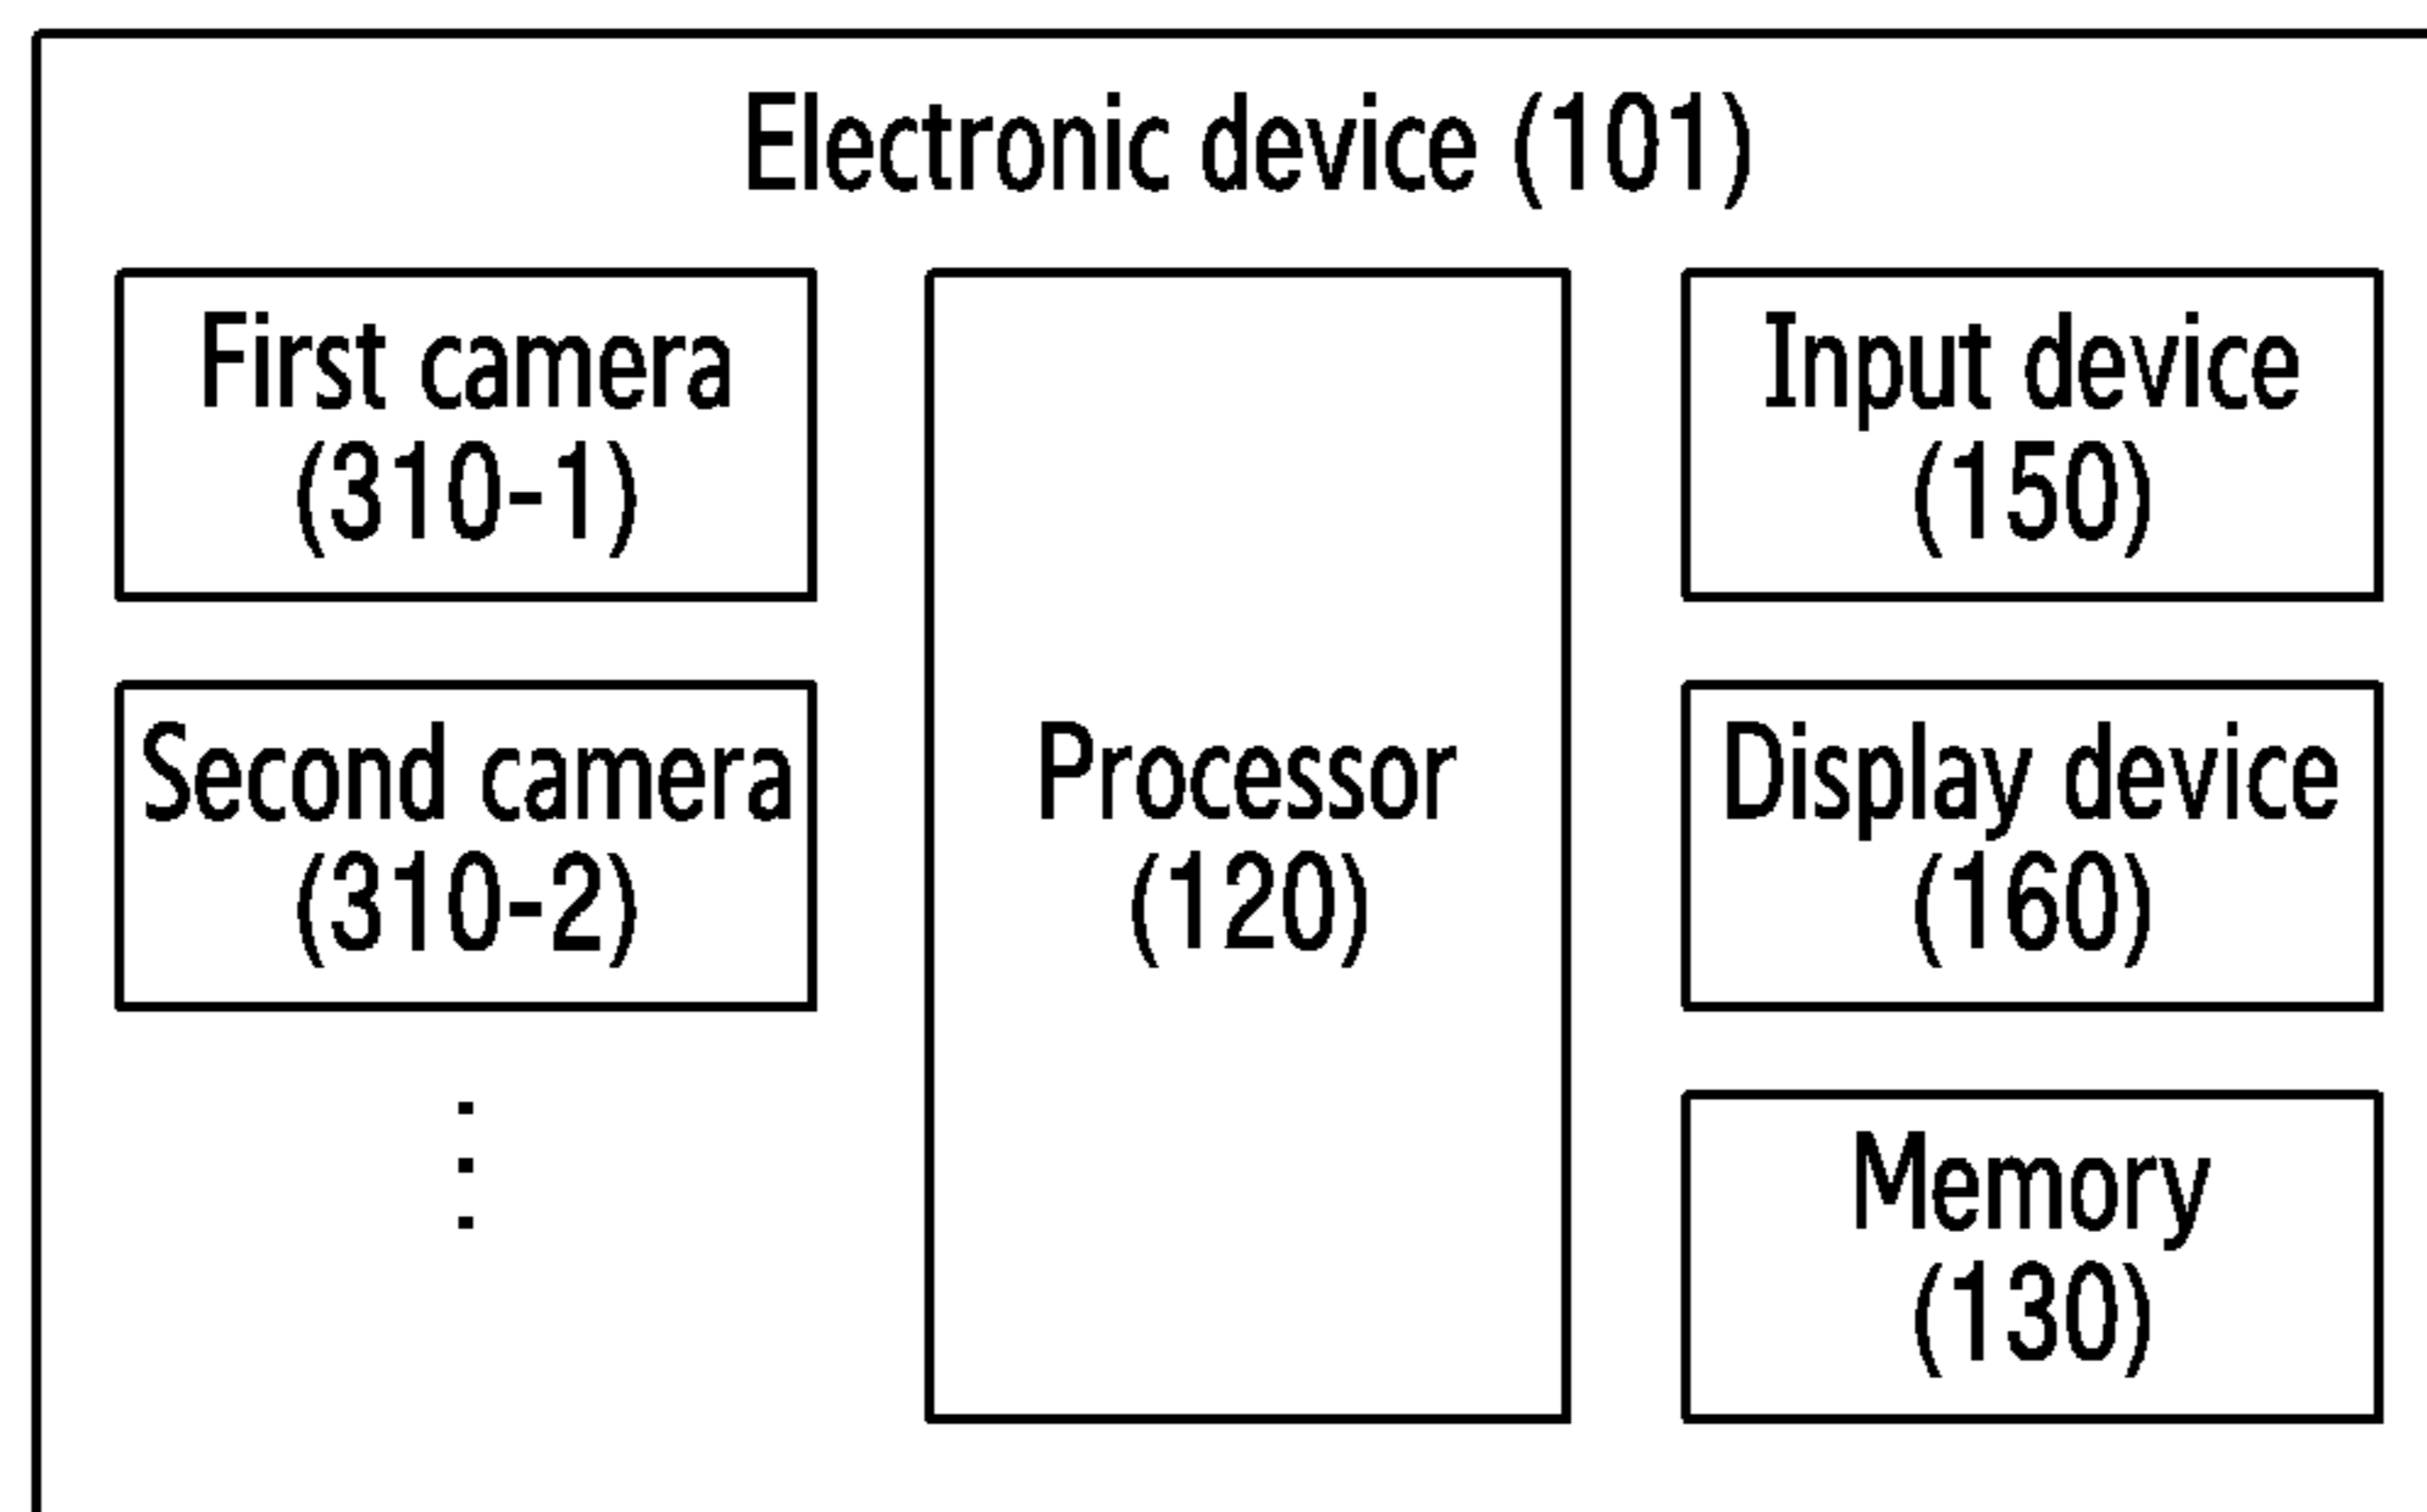 Electronic device (101)
First camera
(310-1)
Second camera
(310-2)
Processor
(120)
Input device
(150)
Display device
(160)
Memory
(130)